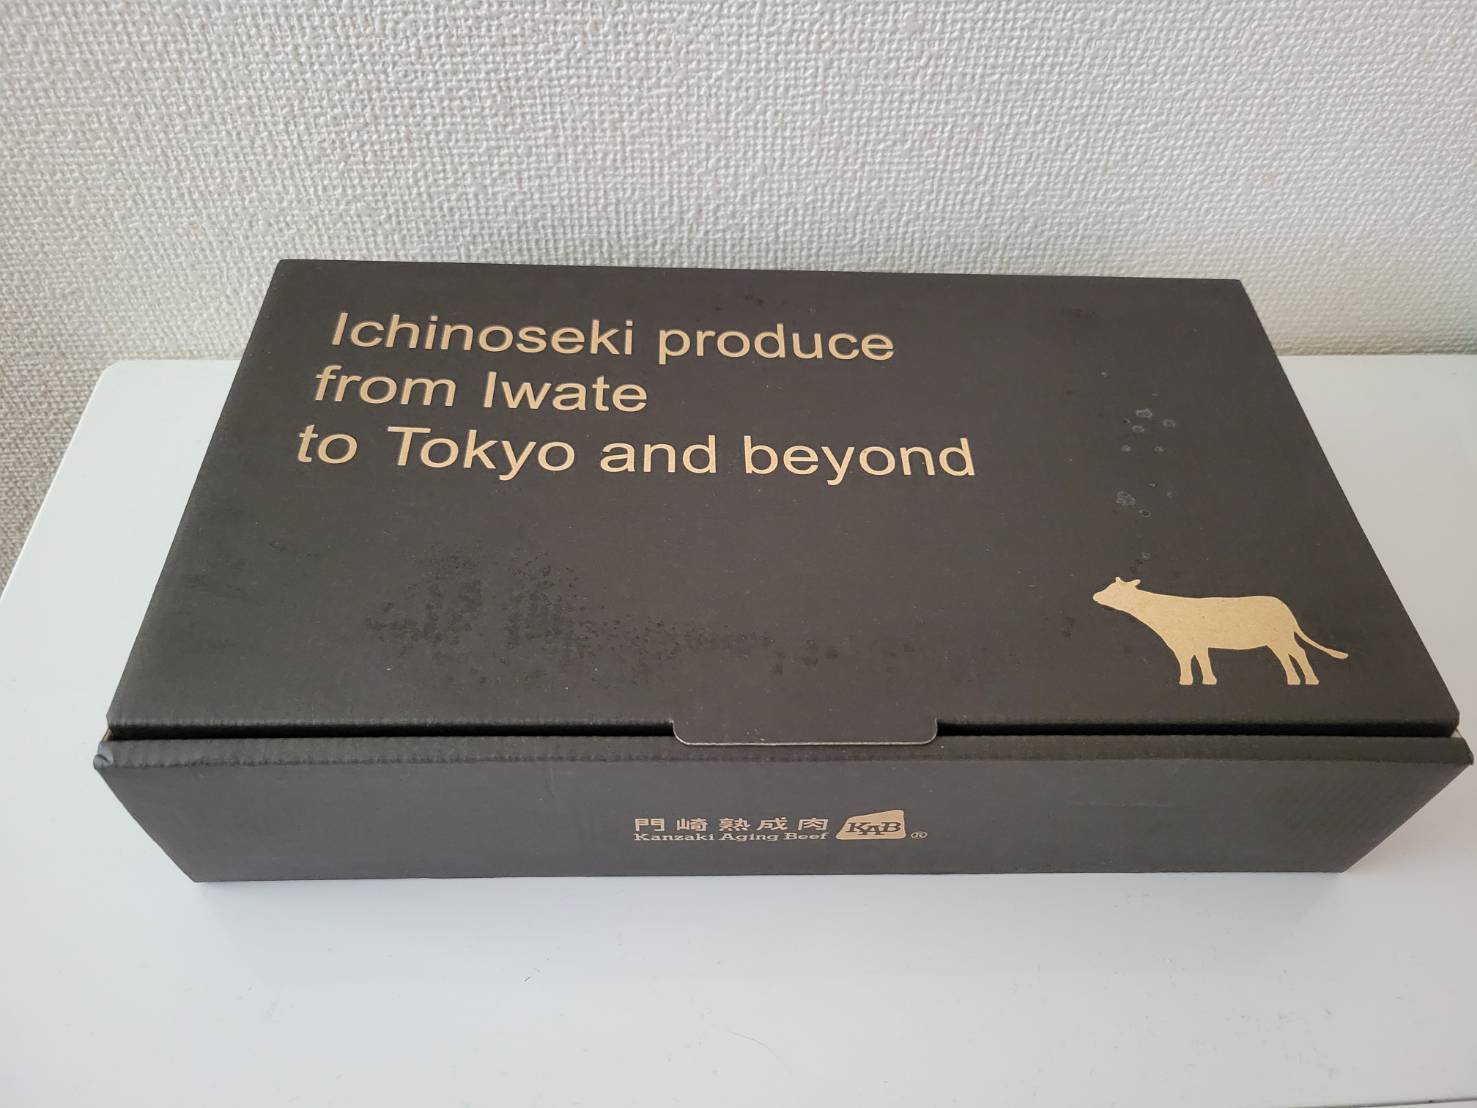 Ichinoseki produce
from Iwate
to Tokyo and beyond
門崎熟成肉
Kanzaki Aging Beef
KAB®